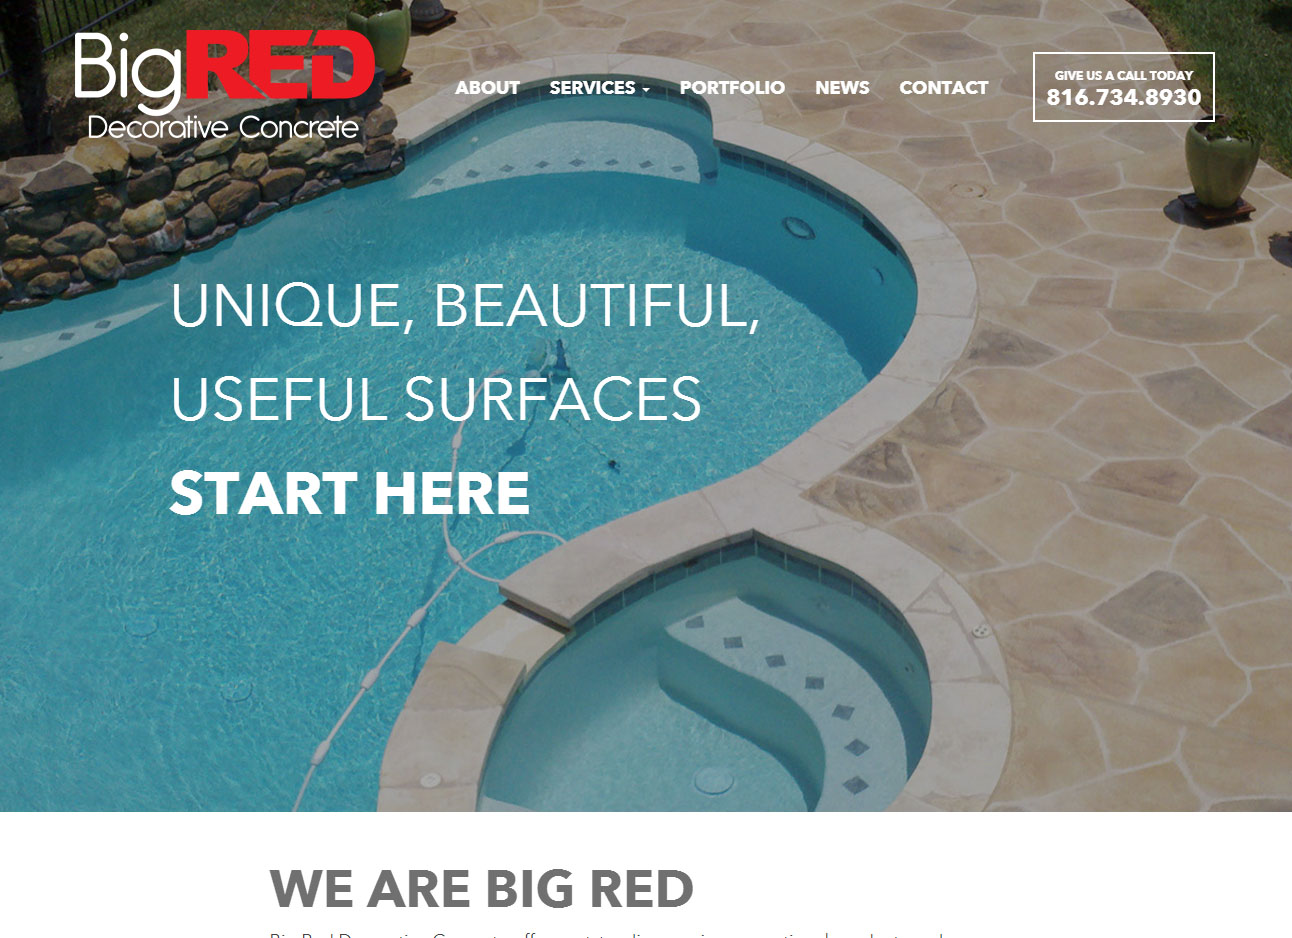 BigRED
Decorative Concrete
ABOUT SERVICES PORTFOLIO NEWS CONTACT
GIVE US A CALL TODAY
816.734.8930
UNIQUE, BEAUTIFUL,
USEFUL SURFACES
START HERE
WE ARE BIG RED